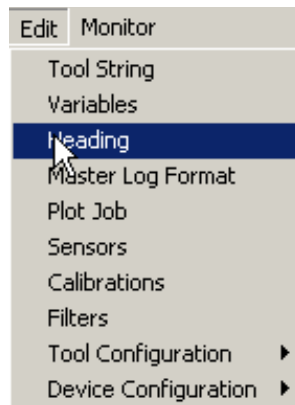 Edit Monitor
Tool String
Variables
Heading
Master Log Format
Plot Job
Sensors
Calibrations
Filters
Tool Configuration
Device Configuration